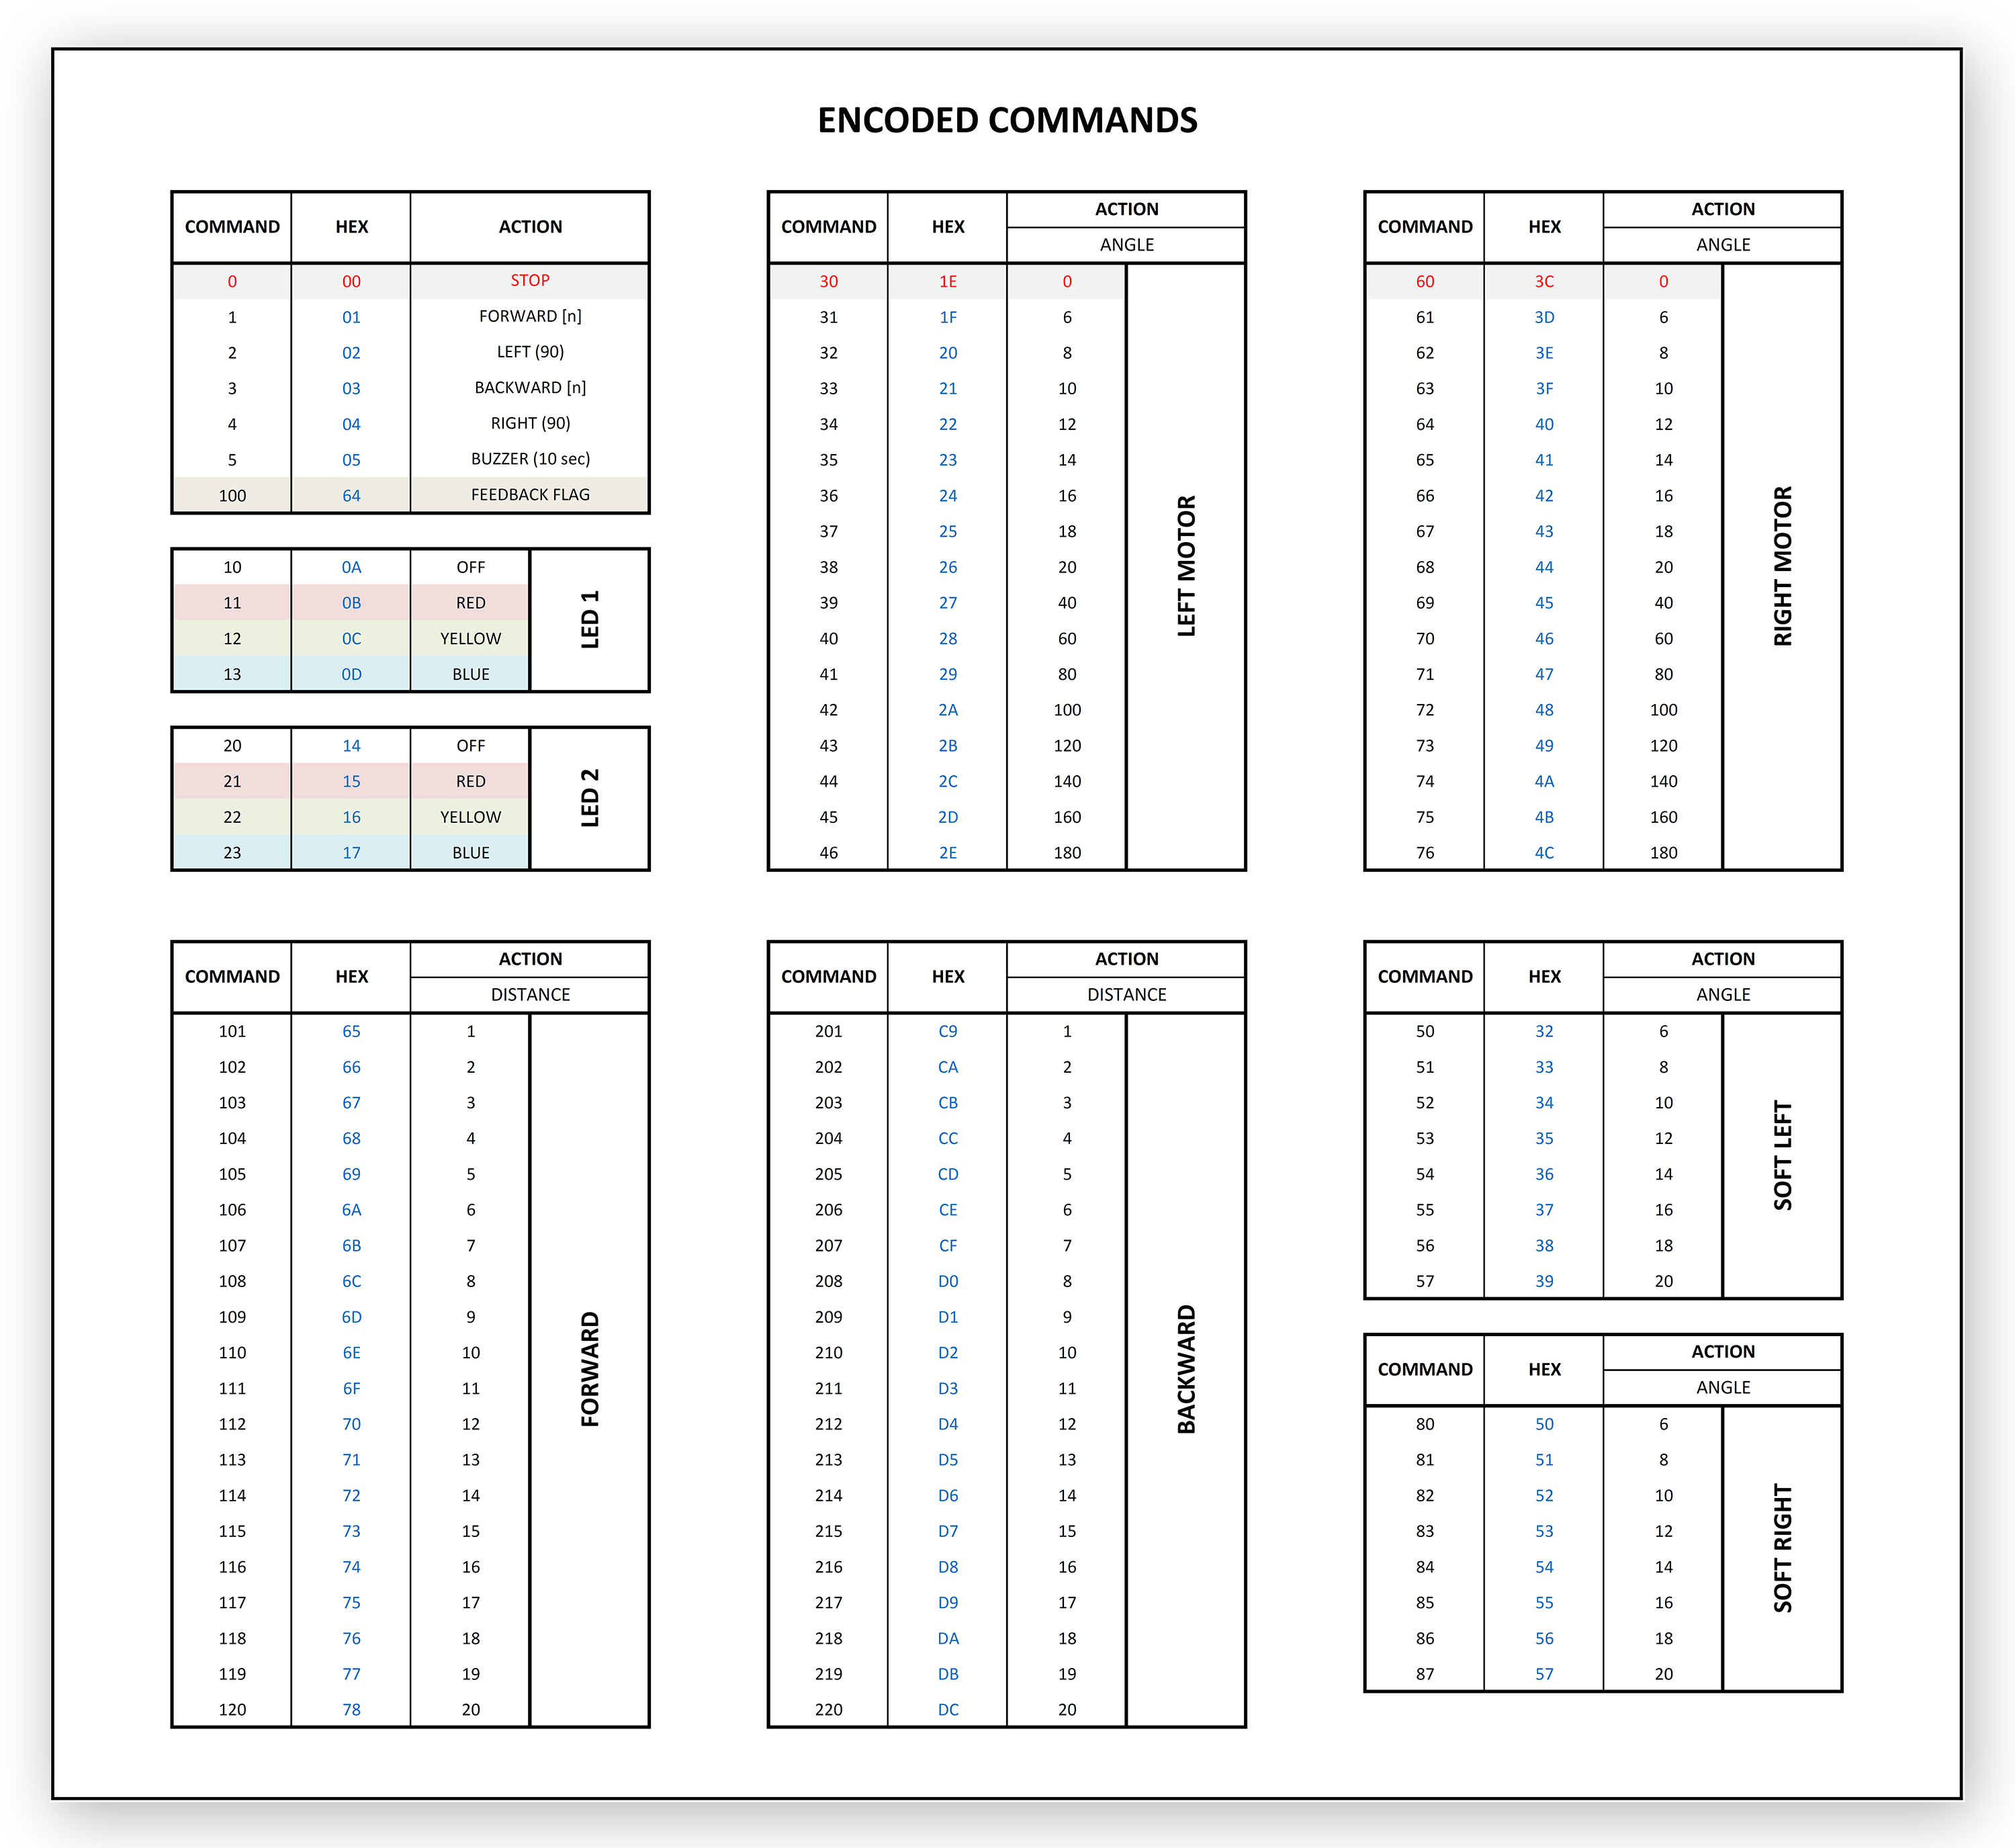 ENCODED COMMANDS
COMMAND HEX ACTION
0 00 STOP
1 01 FORWARD [n]
2 02 LEFT (90)
3 03 BACKWARD [n]
4 04 RIGHT (90)
5 05 BUZZER (10 sec)
100 64 FEEDBACK FLAG
10 0A OFF
11 0B RED
12 0C YELLOW
13 0D BLUE
LED 1
20 14 OFF
21 15 RED
22 16 YELLOW
23 17 BLUE
LED 2
COMMAND HEX ACTION
ANGLE
30 1E 0
31 1F 6
32 20 8
33 21 10
34 22 12
35 23 14
36 24 16
37 25 18
38 26 20
39 27 40
40 28 60
41 29 80
42 2A 100
43 2B 120
44 2C 140
45 2D 160
46 2E 180
LEFT MOTOR
COMMAND HEX ACTION
ANGLE
60 3C 0
61 3D 6
62 3E 8
63 3F 10
64 40 12
65 41 14
66 42 16
67 43 18
68 44 20
69 45 40
70 46 60
71 47 80
72 48 100
73 49 120
74 4A 140
75 4B 160
76 4C 180
RIGHT MOTOR
COMMAND HEX ACTION
DISTANCE
101 65 1
102 66 2
103 67 3
104 68 4
105 69 5
106 6A 6
107 6B 7
108 6C 8
109 6D 9
110 6E 10
111 6F 11
112 70 12
113 71 13
114 72 14
115 73 15
116 74 16
117 75 17
118 76 18
119 77 19
120 78 20
FORWARD
COMMAND HEX ACTION
DISTANCE
201 C9 1
202 CA 2
203 CB 3
204 CC 4
205 CD 5
206 CE 6
207 CF 7
208 D0 8
209 D1 9
210 D2 10
211 D3 11
212 D4 12
213 D5 13
214 D6 14
215 D7 15
216 D8 16
217 D9 17
218 DA 18
219 DB 19
220 DC 20
BACKWARD
COMMAND HEX ACTION
ANGLE
50 32 6
51 33 8
52 34 10
53 35 12
54 36 14
55 37 16
56 38 18
57 39 20
SOFT LEFT
COMMAND HEX ACTION
ANGLE
80 50 6
81 51 8
82 52 10
83 53 12
84 54 14
85 55 16
86 56 18
87 57 20
SOFT RIGHT